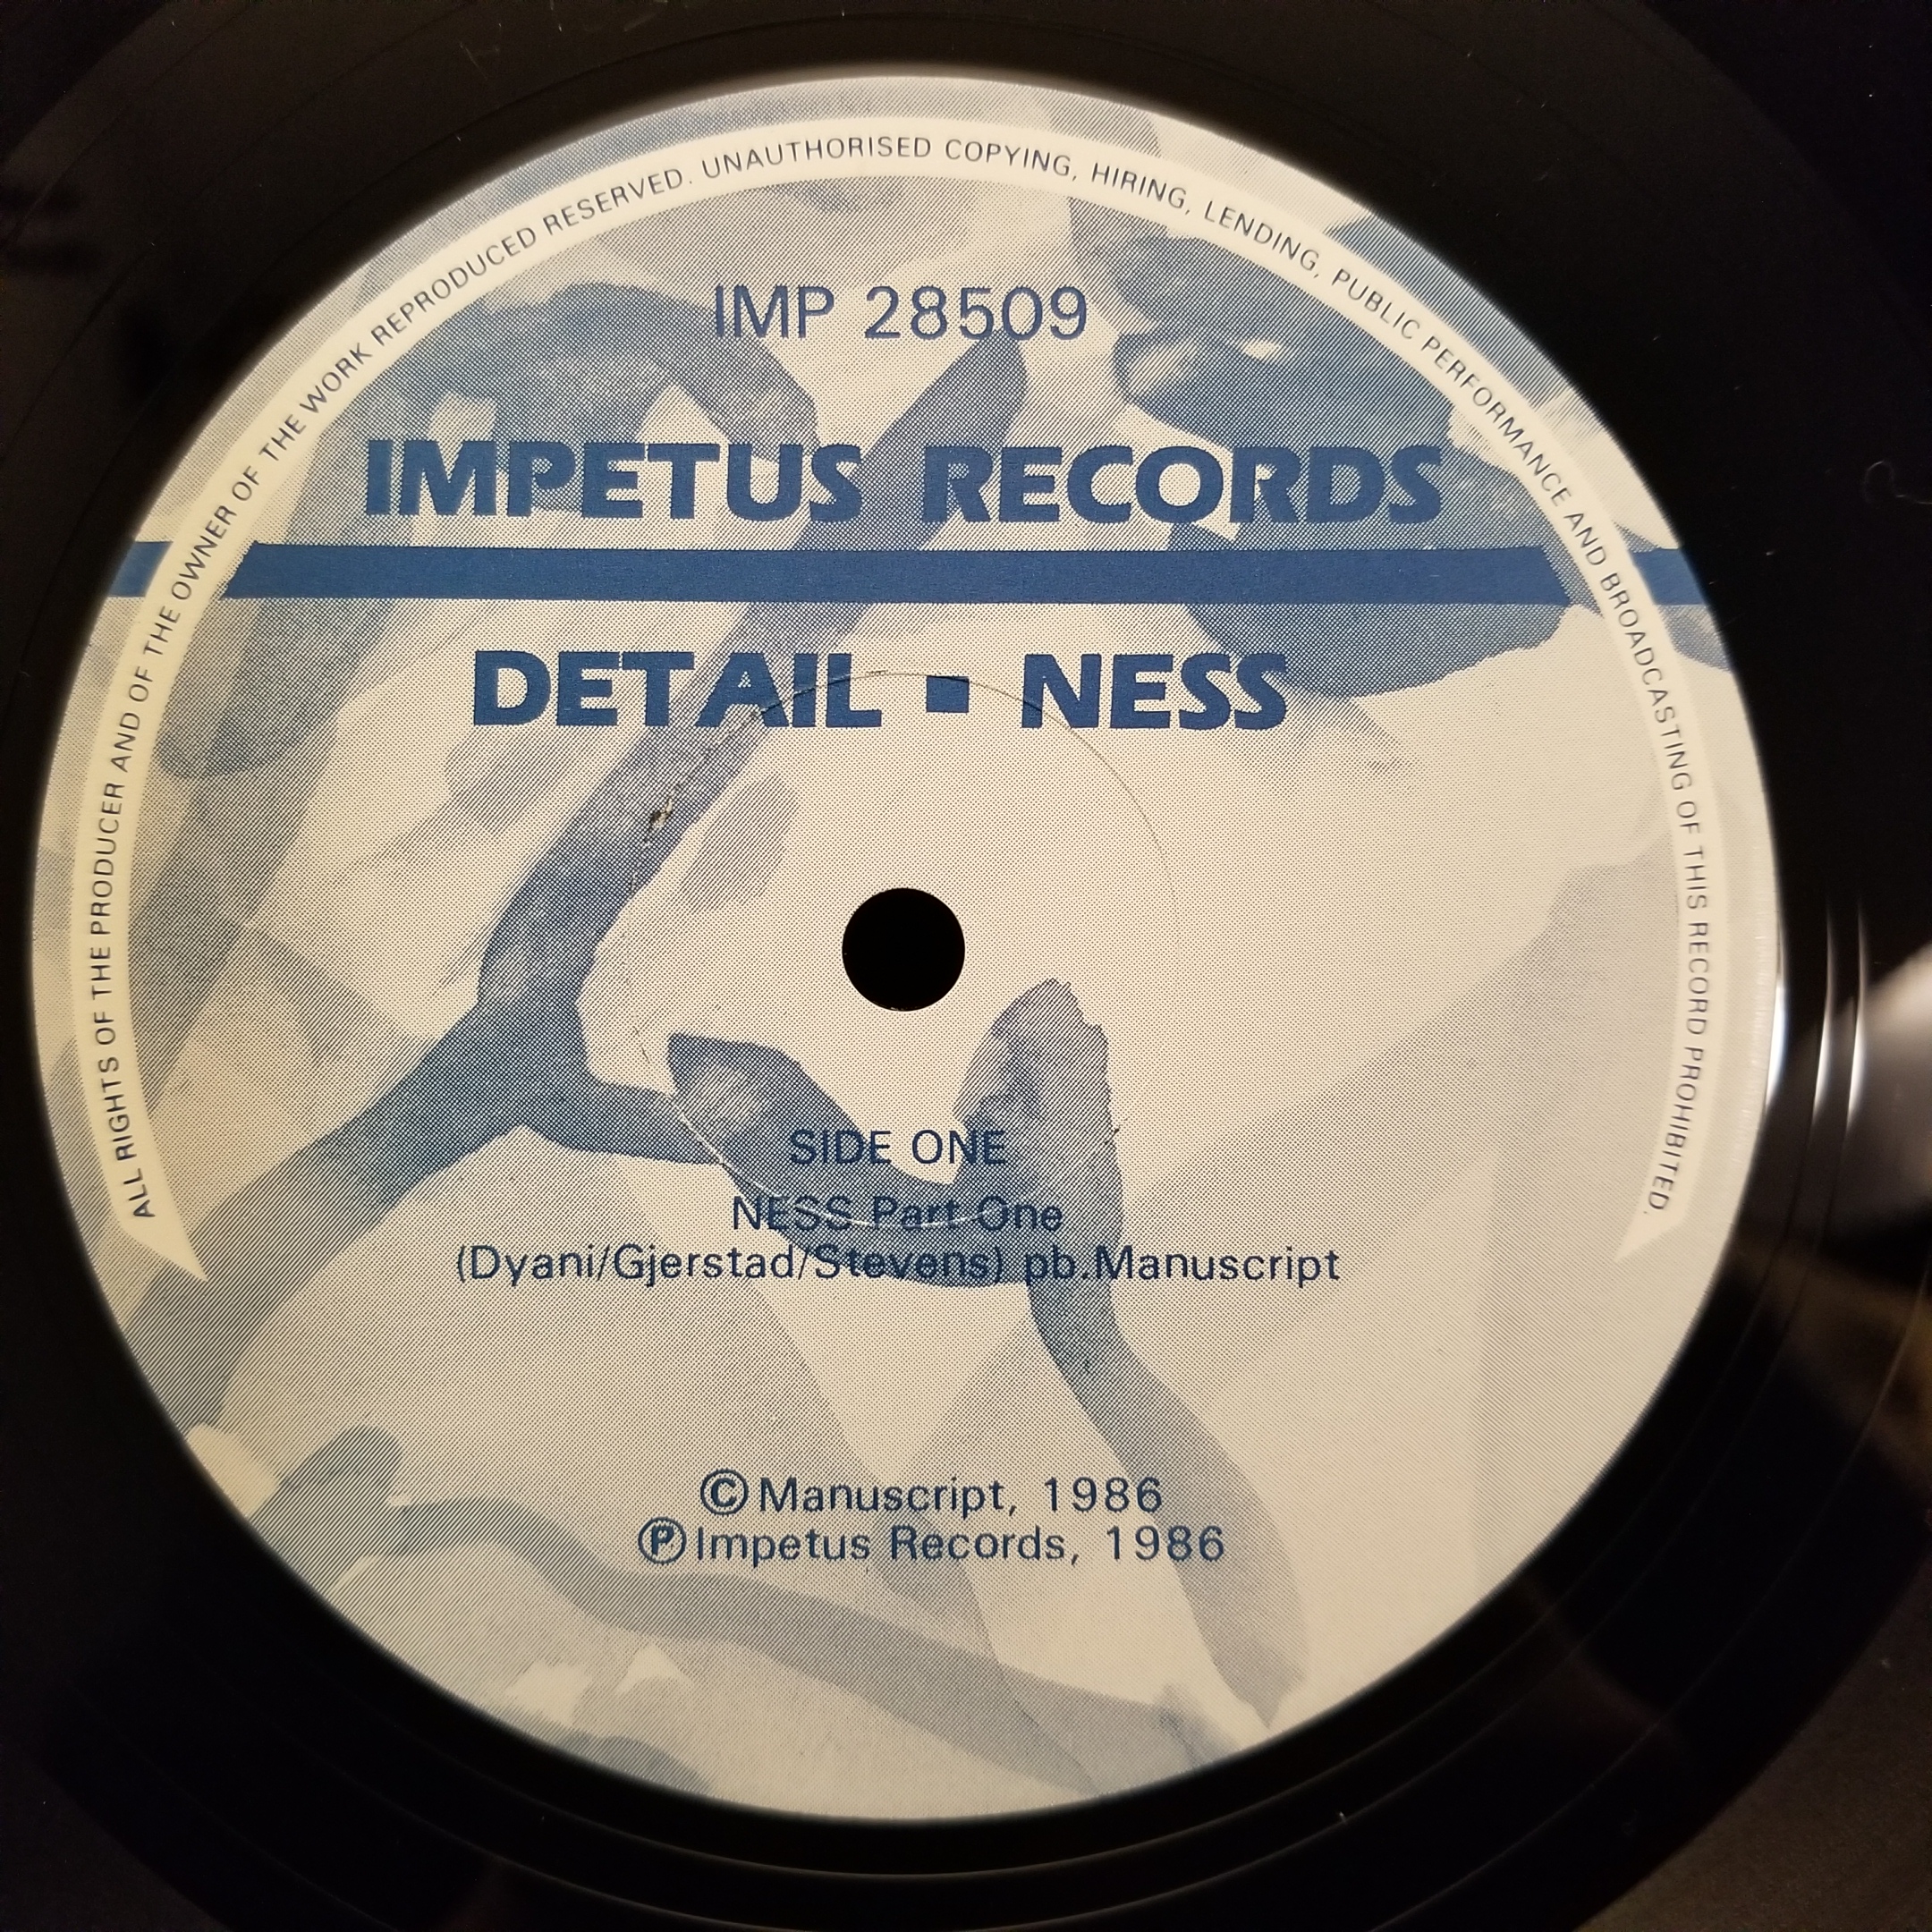 ALL RIGHTS OF THE PRODUCER AND OF THE OWNER OF THE WORK REPRODUCED RESERVED. UNAUTHORISED COPYING, HIRING, LENDING, PUBLIC PERFORMANCE AND BROADCASTING OF THIS RECORD PROHIBITED.
IMP 28509
IMPETUS RECORDS
DETAIL ▪ NESS
SIDE ONE
NESS Part One
(Dyani/Gjerstad/Stevens) pb.Manuscript
©Manuscript, 1986
℗Impetus Records, 1986